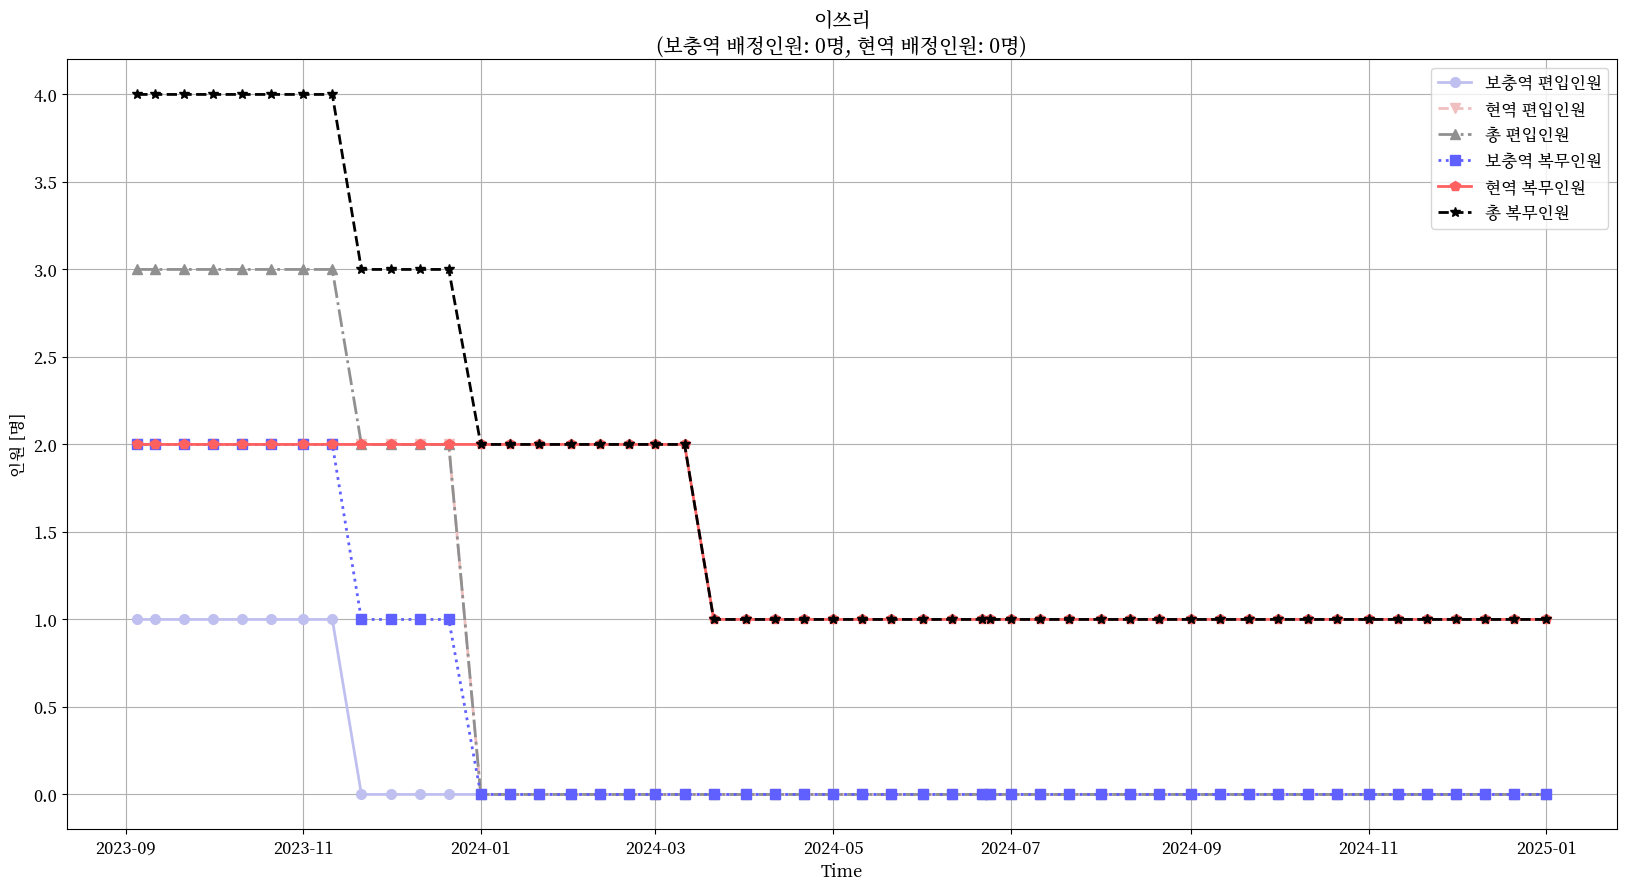 이쓰리
(보충역 배정인원: 0명, 현역 배정인원: 0명)
보충역 편입인원
현역 편입인원
총 편입인원
보충역 복무인원
현역 복무인원
총 복무인원
인원 [명]
4.0
3.5
3.0
2.5
2.0
1.5
1.0
0.5
0.0
2023-09
2023-11
2024-01
2024-03
2024-05
2024-07
2024-09
2024-11
2025-01
Time